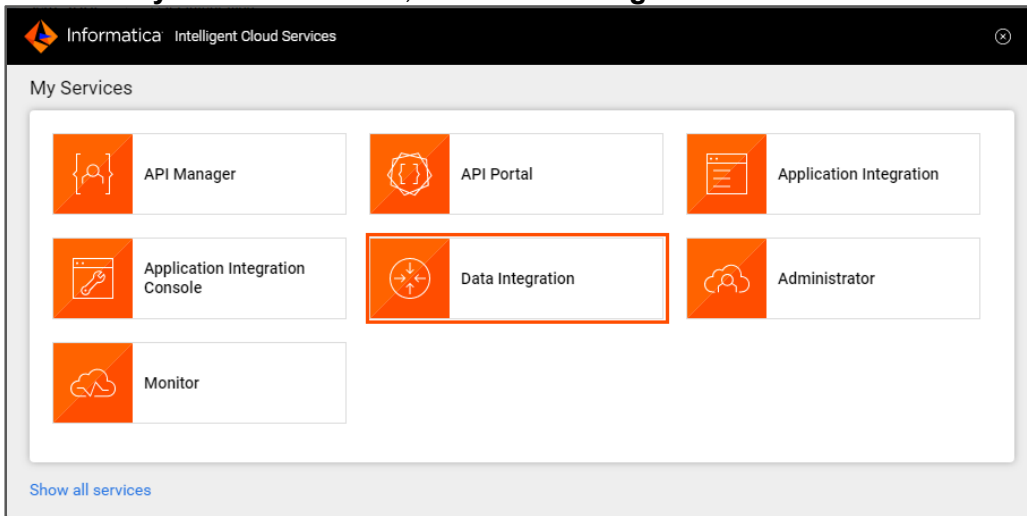 Informatica Intelligent Cloud Services
My Services
API Manager
API Portal
Application Integration
Application Integration
Console
Data Integration
Administrator
Monitor
Show all services